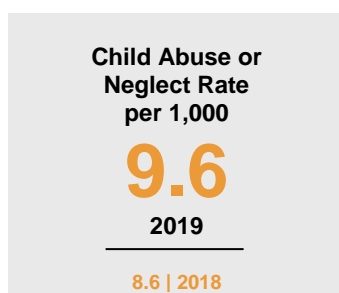 Child Abuse or
Neglect Rate
per 1,000
9.6
2019
8.6 | 2018